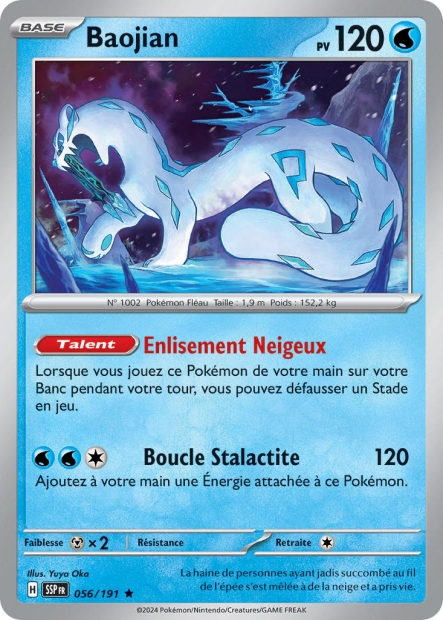 BASE
Baojian
PV 120
N° 1002 Pokémon Fléau Taille : 1,9 m Poids : 152,2 kg
Talent Enlisement Neigeux
Lorsque vous jouez ce Pokémon de votre main sur votre
Banc pendant votre tour, vous pouvez défausser un Stade
en jeu.
Boucle Stalactite 120
Ajoutez à votre main une Énergie attachée à ce Pokémon.
Faiblesse ×2 Résistance Retraite
Illus. Yuya Oka
H SSP FR 056/191 ★
La haine de personnes ayant jadis succombé au fil
de l'épée s'est mêlée à de la neige et a pris vie.
©2024 Pokémon/Nintendo/Creatures/GAME FREAK